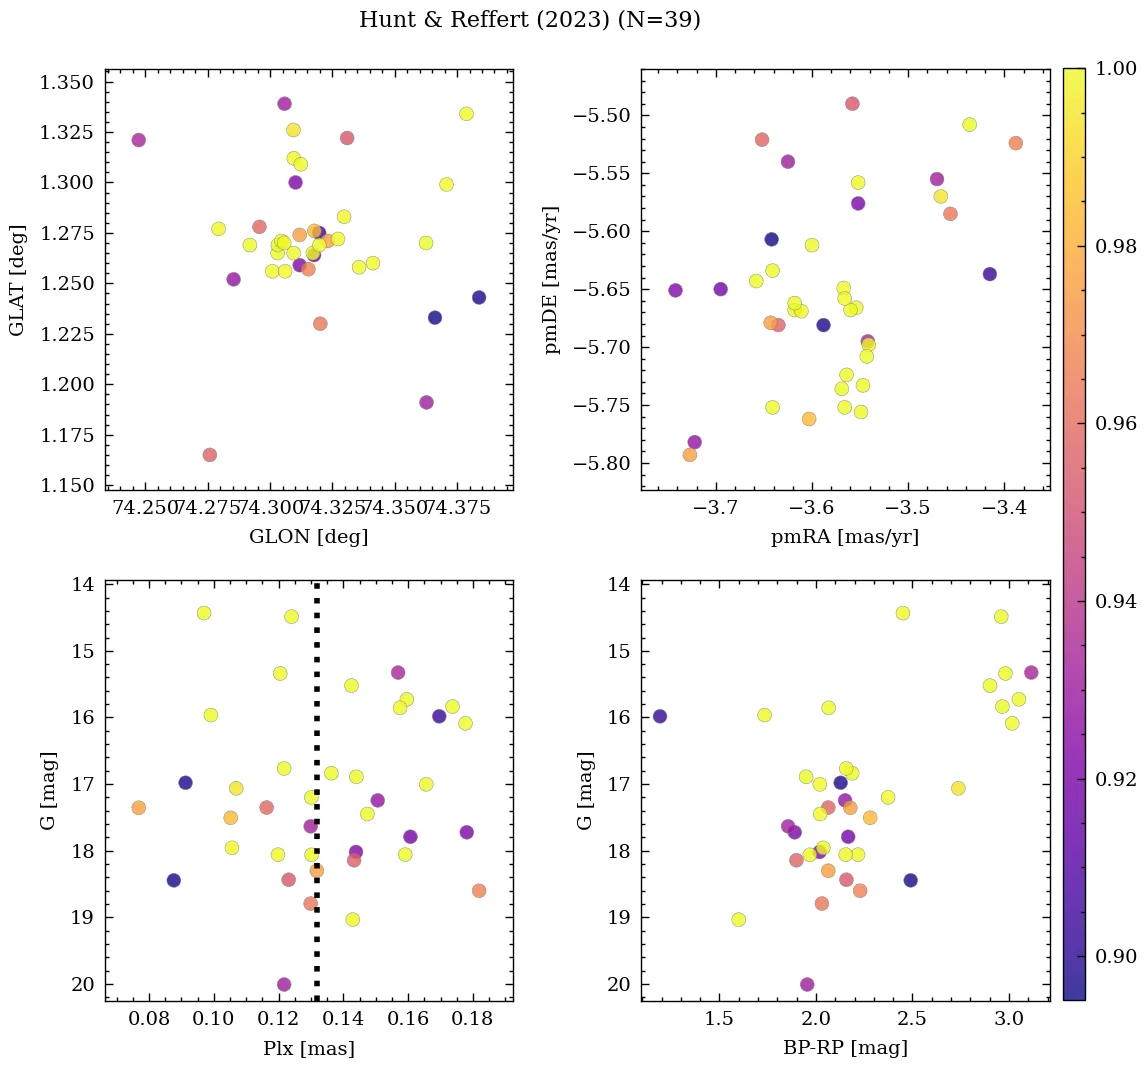 Hunt & Reffert (2023) (N=39)
1.350
1.325
1.300
1.275
1.250
1.225
1.200
1.175
1.150
GLAT [deg]
74.250 74.275 74.300 74.325 74.350 74.375
GLON [deg]
−5.50
−5.55
−5.60
−5.65
−5.70
−5.75
−5.80
pmDE [mas/yr]
−3.7 −3.6 −3.5 −3.4
pmRA [mas/yr]
14
15
16
17
18
19
20
G [mag]
0.08 0.10 0.12 0.14 0.16 0.18
Plx [mas]
14
15
16
17
18
19
20
G [mag]
1.5 2.0 2.5 3.0
BP-RP [mag]
1.00
0.98
0.96
0.94
0.92
0.90